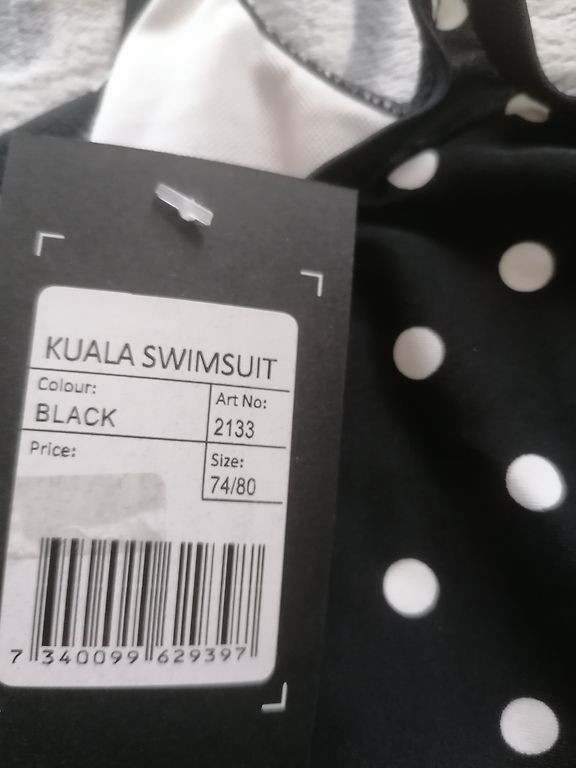 KUALA SWIMSUIT
Colour:
BLACK
Art No:
2133
Price:
Size:
74/80
7 340099 629397